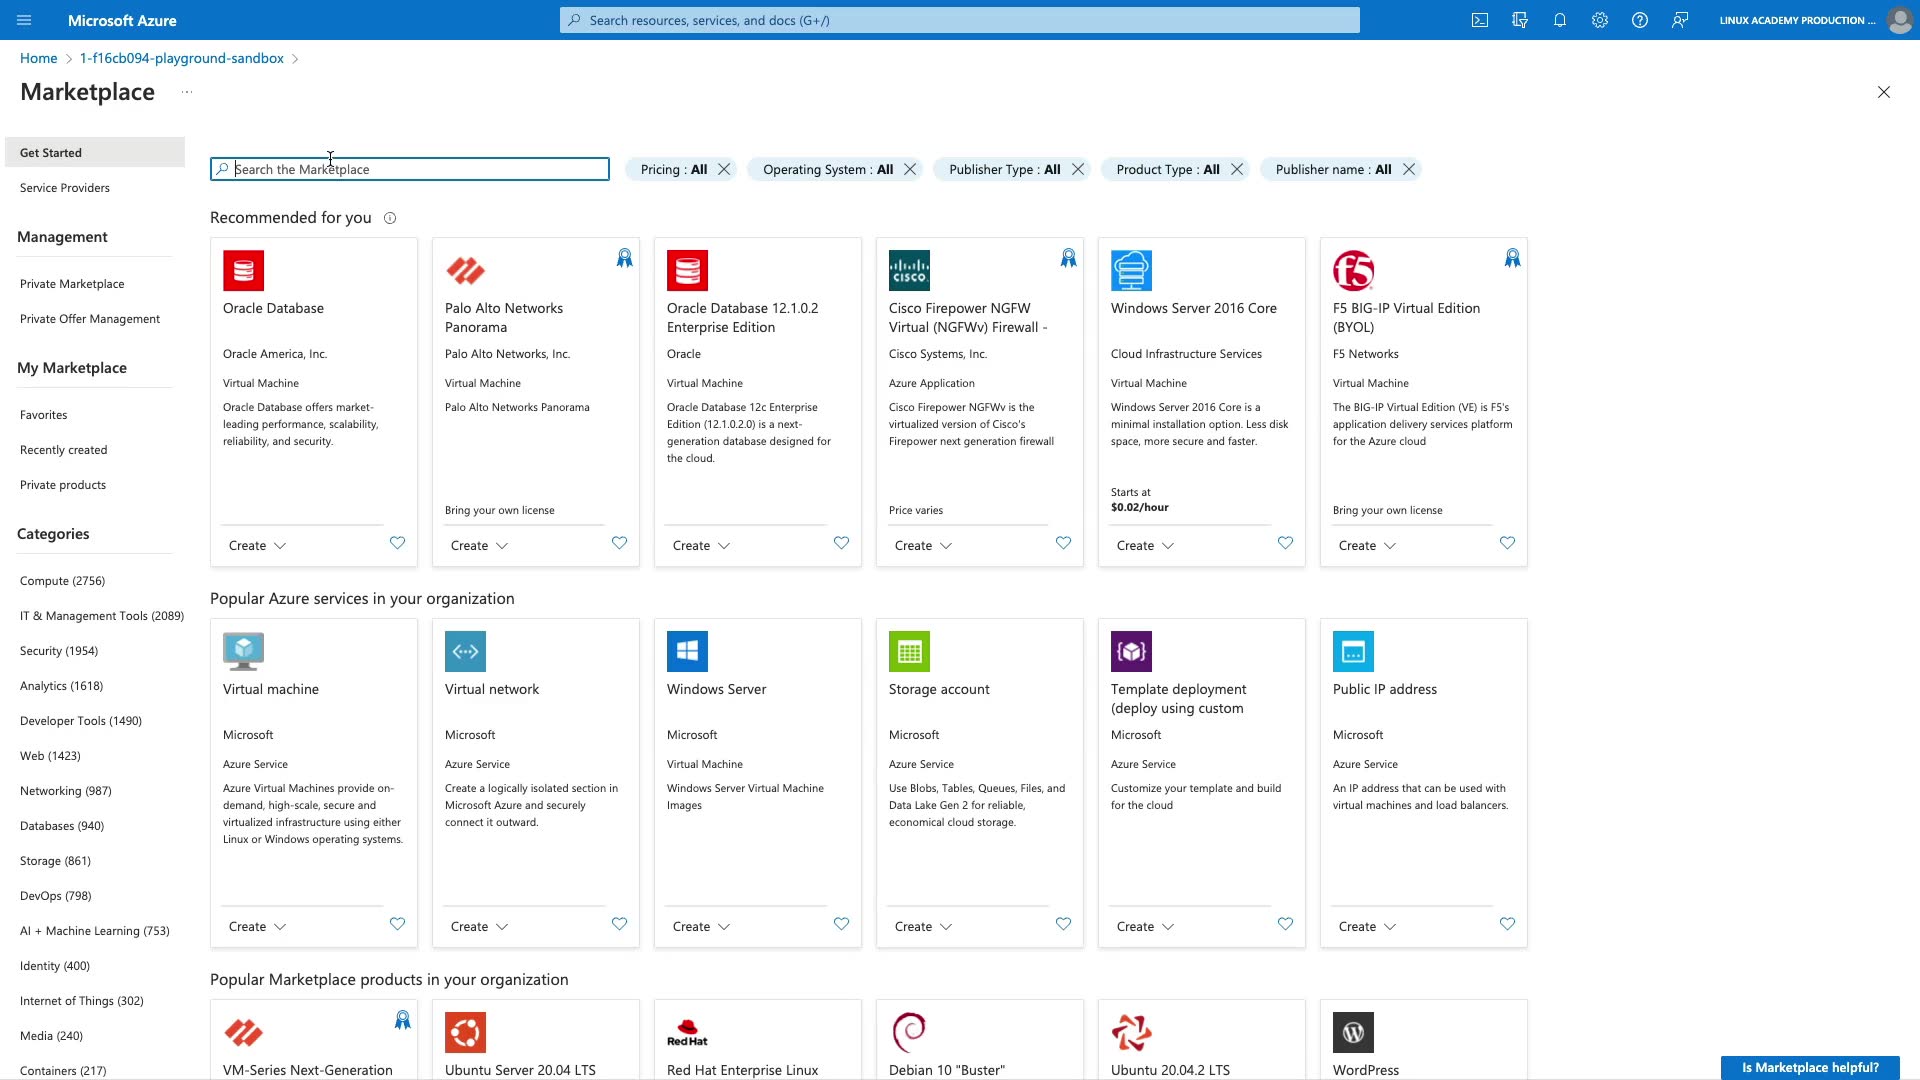 Microsoft Azure
Search resources, services, and docs (G+/)
LINUX ACADEMY PRODUCTION ...
Home
1-f16cb094-playground-sandbox
Marketplace
...
Get Started
Service Providers
Management
Private Marketplace
Private Offer Management
My Marketplace
Favorites
Recently created
Private products
Categories
Compute (2756)
IT & Management Tools (2089)
Security (1954)
Analytics (1618)
Developer Tools (1490)
Web (1423)
Networking (987)
Databases (940)
Storage (861)
DevOps (798)
AI + Machine Learning (753)
Identity (400)
Internet of Things (302)
Media (240)
Containers (217)
Search the Marketplace
Pricing : All
Operating System : All
Publisher Type : All
Product Type : All
Publisher name : All
Recommended for you
Oracle Database
Oracle America, Inc.
Virtual Machine
Oracle Database offers market-
leading performance, scalability,
reliability, and security.
Create
Palo Alto Networks
Panorama
Palo Alto Networks, Inc.
Virtual Machine
Palo Alto Networks Panorama
Bring your own license
Create
Oracle Database 12.1.0.2
Enterprise Edition
Oracle
Virtual Machine
Oracle Database 12c Enterprise
Edition (12.1.0.2.0) is a next-
generation database designed for
the cloud.
Create
CISCO
Cisco Firepower NGFW
Virtual (NGFWv) Firewall -
Cisco Systems, Inc.
Azure Application
Cisco Firepower NGFWv is the
virtualized version of Cisco's
Firepower next generation firewall
Price varies
Create
Windows Server 2016 Core
Cloud Infrastructure Services
Virtual Machine
Windows Server 2016 Core is a
minimal installation option. Less disk
space, more secure and faster.
Starts at
$0.02/hour
Create
f5
F5 BIG-IP Virtual Edition
(BYOL)
F5 Networks
Virtual Machine
The BIG-IP Virtual Edition (VE) is F5's
application delivery services platform
for the Azure cloud
Bring your own license
Create
Popular Azure services in your organization
Virtual machine
Microsoft
Azure Service
Azure Virtual Machines provide on-
demand, high-scale, secure and
virtualized infrastructure using either
Linux or Windows operating systems.
Create
Virtual network
Microsoft
Azure Service
Create a logically isolated section in
Microsoft Azure and securely
connect it outward.
Create
Windows Server
Microsoft
Virtual Machine
Windows Server Virtual Machine
Images
Create
Storage account
Microsoft
Azure Service
Use Blobs, Tables, Queues, Files, and
Data Lake Gen 2 for reliable,
economical cloud storage.
Create
Template deployment
(deploy using custom
Microsoft
Azure Service
Customize your template and build
for the cloud
Create
Public IP address
Microsoft
Azure Service
An IP address that can be used with
virtual machines and load balancers.
Create
Popular Marketplace products in your organization
VM-Series Next-Generation
Ubuntu Server 20.04 LTS
Red Hat
Red Hat Enterprise Linux
Debian 10 "Buster"
Ubuntu 20.04.2 LTS
WordPress
Is Marketplace helpful?